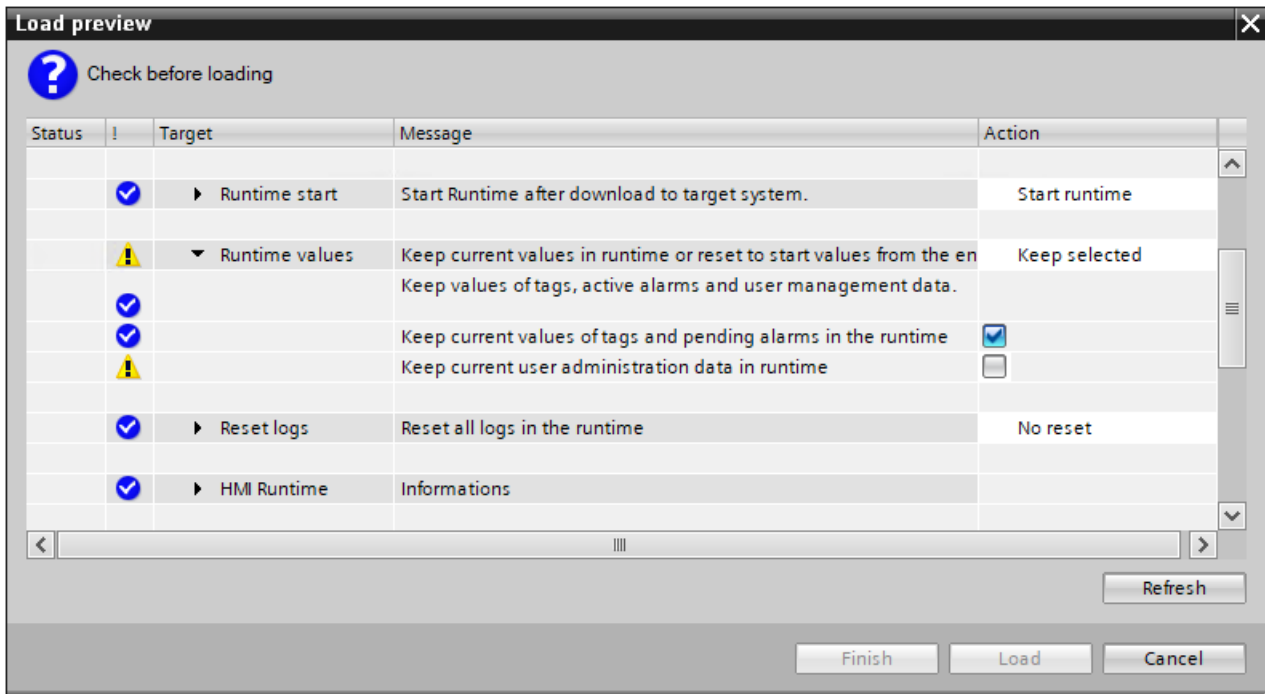 Load preview
Check before loading
Status ! Target Message Action
Runtime start Start Runtime after download to target system. Start runtime
Runtime values Keep current values in runtime or reset to start values from the en Keep selected
Keep values of tags, active alarms and user management data.
Keep current values of tags and pending alarms in the runtime
Keep current user administration data in runtime
Reset logs Reset all logs in the runtime No reset
HMI Runtime Informations
Refresh
Finish Load Cancel